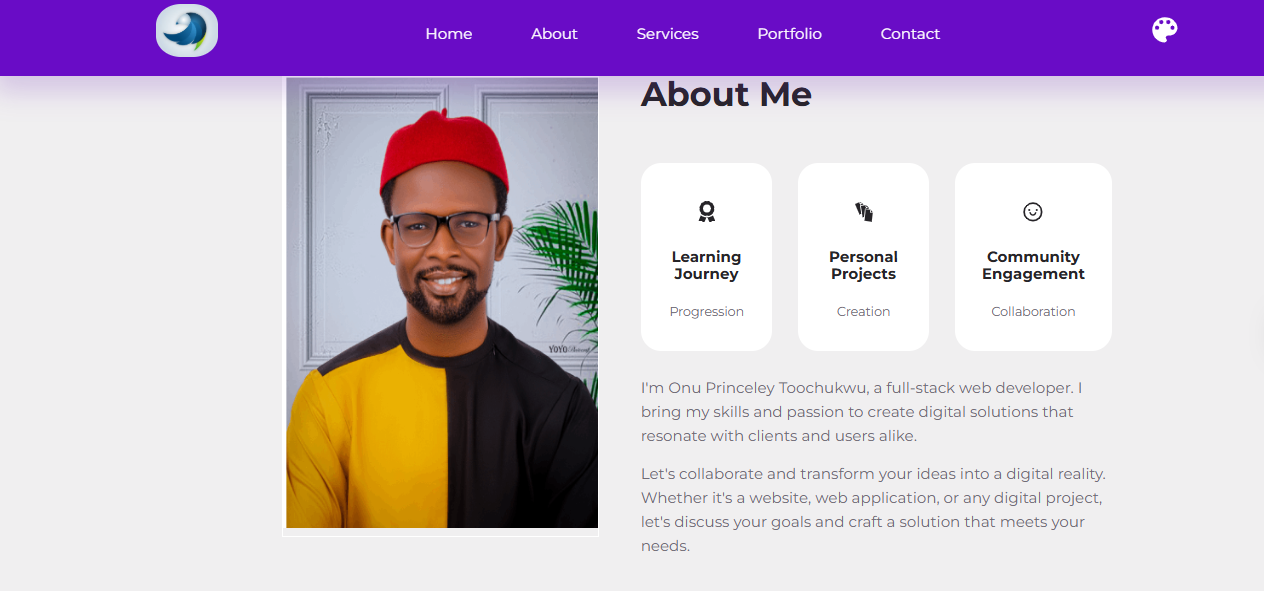 Home About Services Portfolio Contact
About Me
Learning
Journey
Progression
Personal
Projects
Creation
Community
Engagement
Collaboration
YOYO
I'm Onu Princeley Toochukwu, a full-stack web developer. I
bring my skills and passion to create digital solutions that
resonate with clients and users alike.
Let's collaborate and transform your ideas into a digital reality.
Whether it's a website, web application, or any digital project,
let's discuss your goals and craft a solution that meets your
needs.